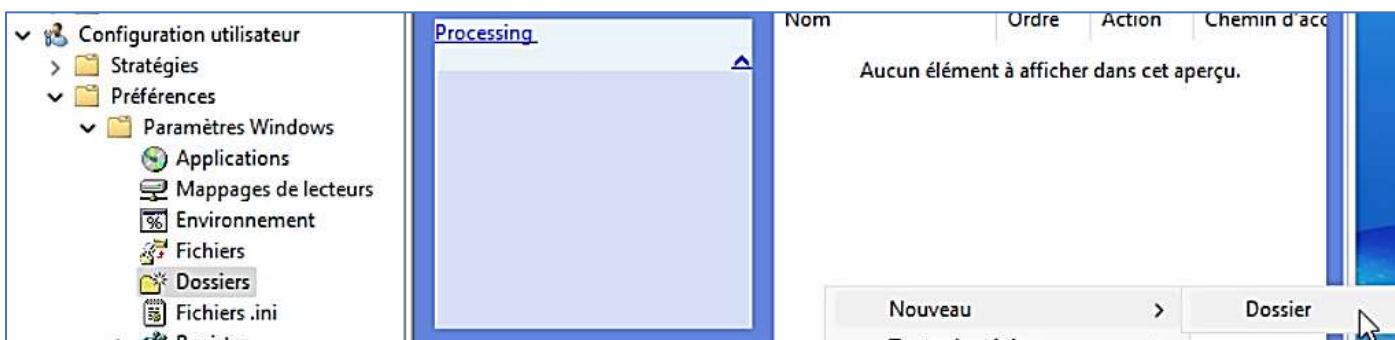 Configuration utilisateur
Stratégies
Préférences
Paramètres Windows
Applications
Mappages de lecteurs
Environnement
Fichiers
Dossiers
Fichiers .ini
Processing
Nom Ordre Action
Chemin d'acc
Aucun élément à afficher dans cet aperçu.
Nouveau
Dossier